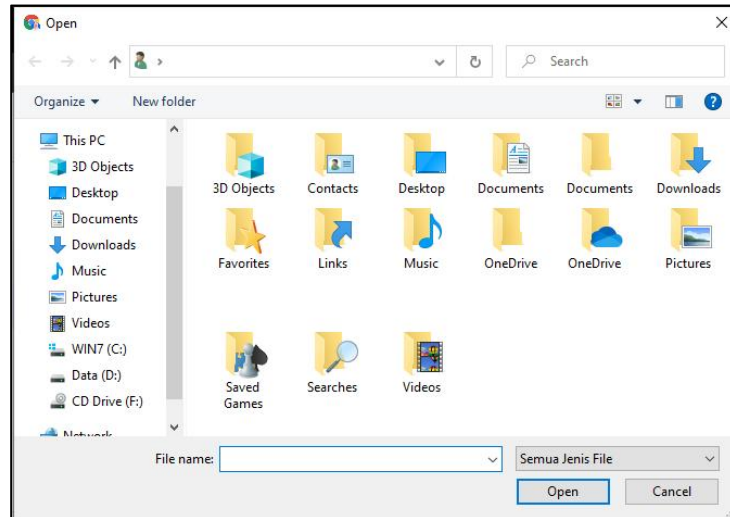 Open
Search
Organize
New folder
This PC
3D Objects
Desktop
Documents
Downloads
Music
Pictures
Videos
WIN7 (C:)
Data (D:)
CD Drive (F:)
Network
3D Objects
Contacts
Desktop
Documents
Documents
Downloads
Favorites
Links
Music
OneDrive
OneDrive
Pictures
Saved
Games
Searches
Videos
File name:
Semua Jenis File
Open
Cancel